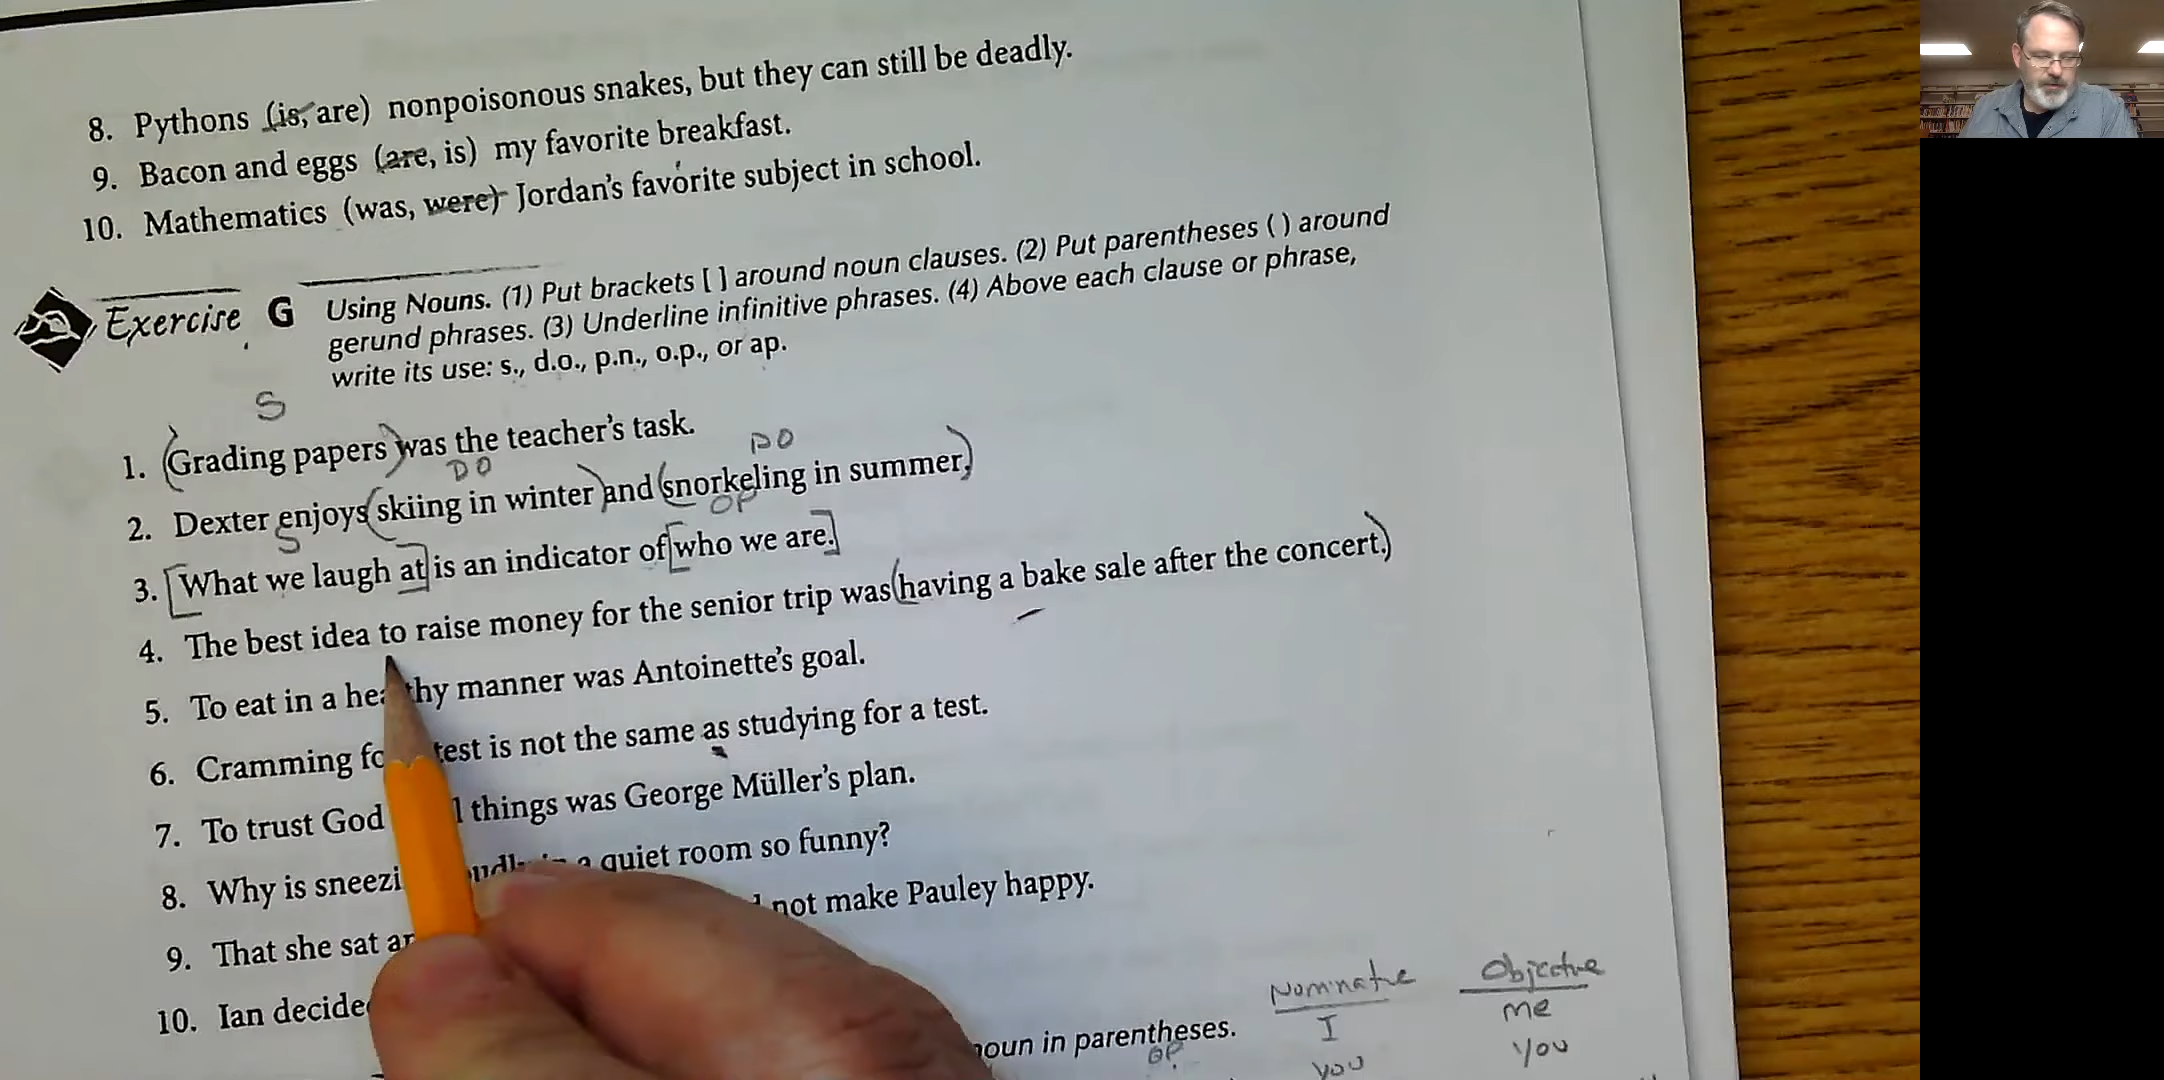 8. Pythons (is, are) nonpoisonous snakes, but they can still be deadly.
9. Bacon and eggs (are, is) my favorite breakfast.
10. Mathematics (was, were) Jordan's favorite subject in school.
Exercise G Using Nouns. (1) Put brackets [ ] around noun clauses. (2) Put parentheses ( ) around
gerund phrases. (3) Underline infinitive phrases. (4) Above each clause or phrase,
write its use: s., d.o., p.n., o.p., or ap.
S
1. (Grading papers) was the teacher's task.
DO DO
2. Dexter enjoys (skiing in winter) and (snorkeling in summer.)
S OP
3. [What we laugh at] is an indicator of [who we are.]
4. The best idea to raise money for the senior trip was (having a bake sale after the concert.)
5. To eat in a healthy manner was Antoinette's goal.
6. Cramming test is not the same as studying for a test.
7. To trust God things was George Müller's plan.
8. Why is a quiet room so funny?
9. That she sat not make Pauley happy.
10. Ian
in parentheses.
OP
Nominative Objective
I me
you you